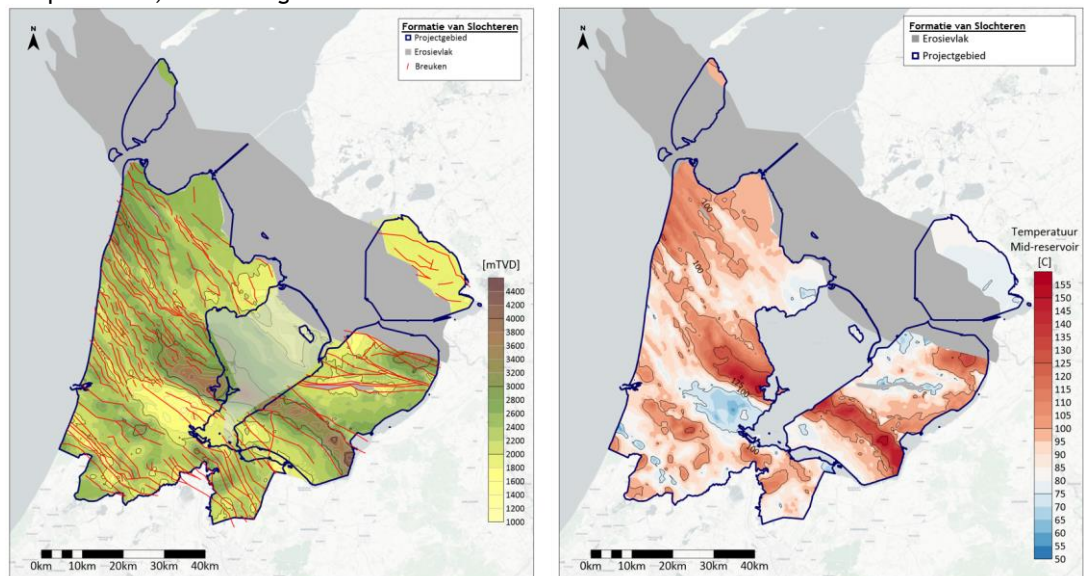 N
Formatie van Slochteren
Projectgebied
Erosievlak
Breuken
[mTVD]
4400
4200
4000
3800
3600
3400
3200
3000
2800
2600
2400
2200
2000
1800
1600
1400
1200
1000
0km 10km 20km 30km 40km
N
Formatie van Slochteren
Erosievlak
Projectgebied
100
100
100
Temperatuur
Mid-reservoir
[C]
155
150
145
140
135
130
125
120
115
110
105
100
95
90
85
80
75
70
65
60
55
50
0km 10km 20km 30km 40km